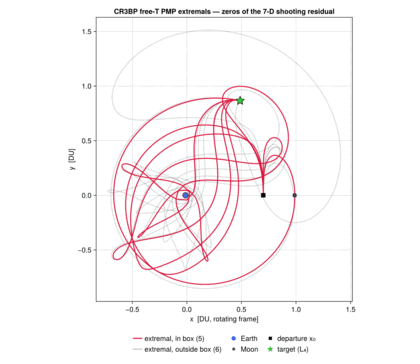 CR3BP free-T PMP extremals — zeros of the 7-D shooting residual
1.5
1.0
0.5
0.0
−0.5
y [DU]
−0.5 0.0 0.5 1.0 1.5
x [DU, rotating frame]
extremal, in box (5) Earth departure x₀
extremal, outside box (6) Moon target (L₄)